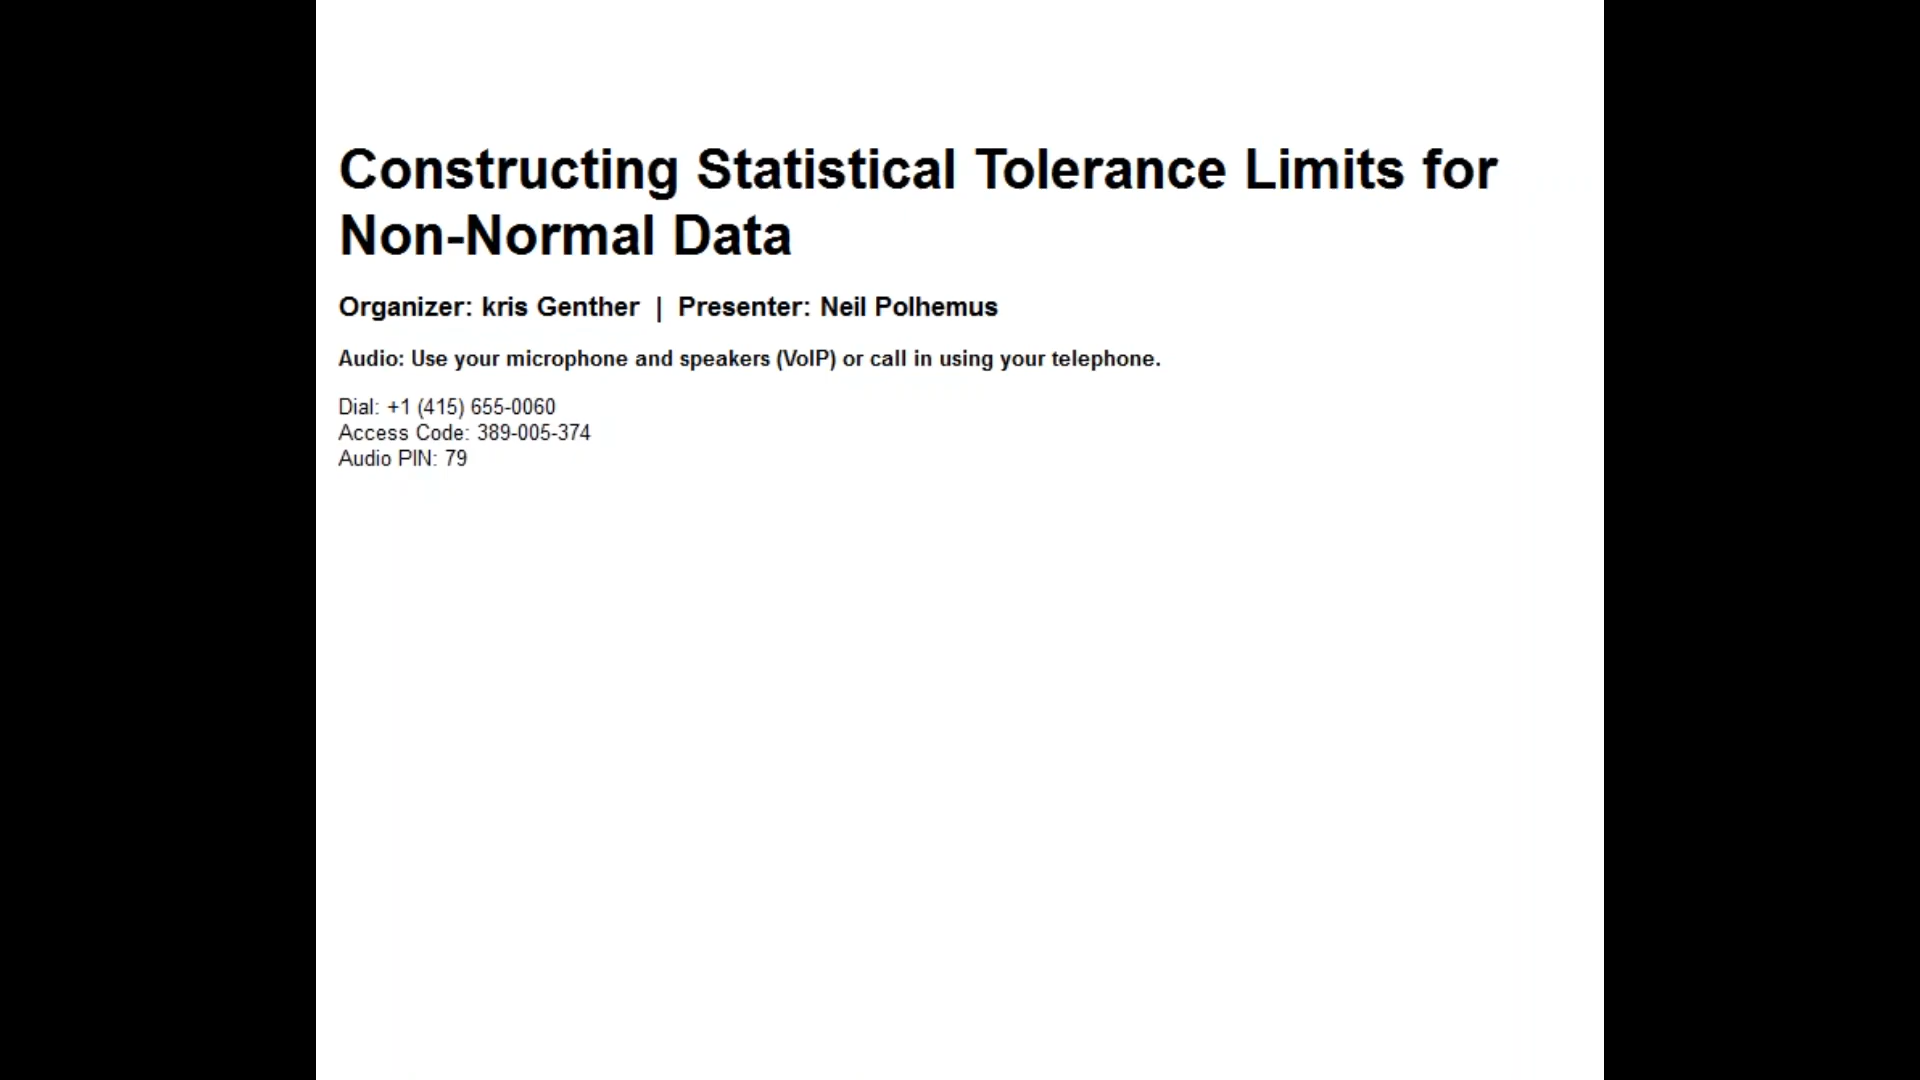 Constructing Statistical Tolerance Limits for
Non-Normal Data
Organizer: kris Genther | Presenter: Neil Polhemus
Audio: Use your microphone and speakers (VoIP) or call in using your telephone.
Dial: +1 (415) 655-0060
Access Code: 389-005-374
Audio PIN: 79